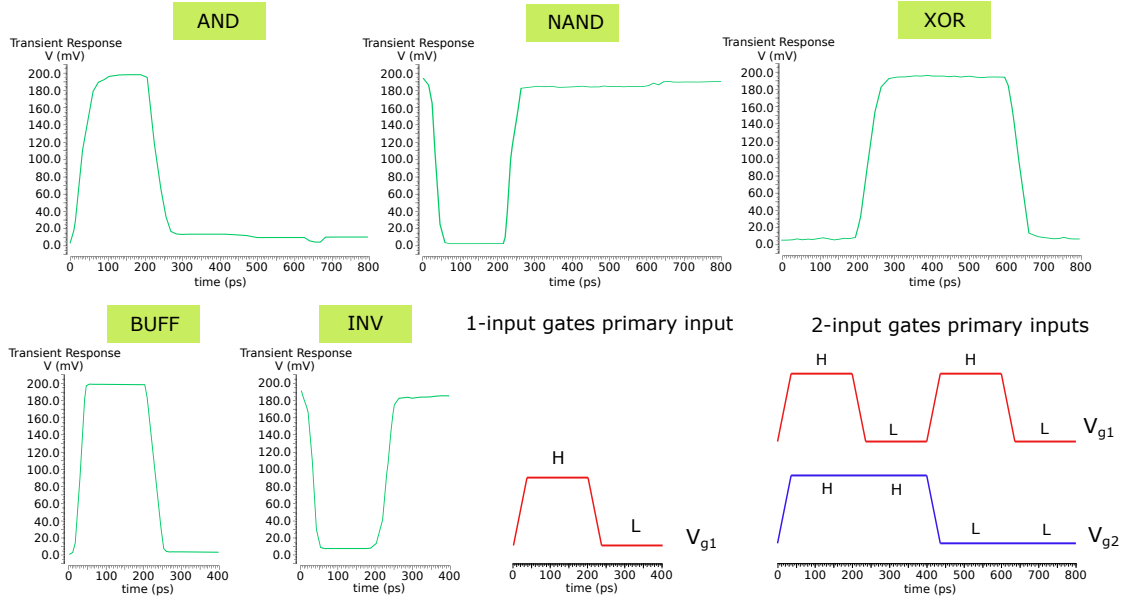 AND
Transient Response
V (mV)
200.0
180.0
160.0
140.0
120.0
100.0
80.0
60.0
40.0
20.0
0.0
0 100 200 300 400 500 600 700 800
time (ps)
NAND
Transient Response
V (mV)
200.0
180.0
160.0
140.0
120.0
100.0
80.0
60.0
40.0
20.0
0.0
0 100 200 300 400 500 600 700 800
time (ps)
XOR
Transient Response
V (mV)
200.0
180.0
160.0
140.0
120.0
100.0
80.0
60.0
40.0
20.0
0.0
0 100 200 300 400 500 600 700 800
time (ps)
BUFF
Transient Response
V (mV)
200.0
180.0
160.0
140.0
120.0
100.0
80.0
60.0
40.0
20.0
0.0
0 100 200 300 400
time (ps)
INV
Transient Response
V (mV)
200.0
180.0
160.0
140.0
120.0
100.0
80.0
60.0
40.0
20.0
0.0
0 100 200 300 400
time (ps)
1-input gates primary input
H
L
Vg1
0 100 200 300 400
time (ps)
2-input gates primary inputs
H H
L L
Vg1
H H
L L
Vg2
0 100 200 300 400 500 600 700 800
time (ps)